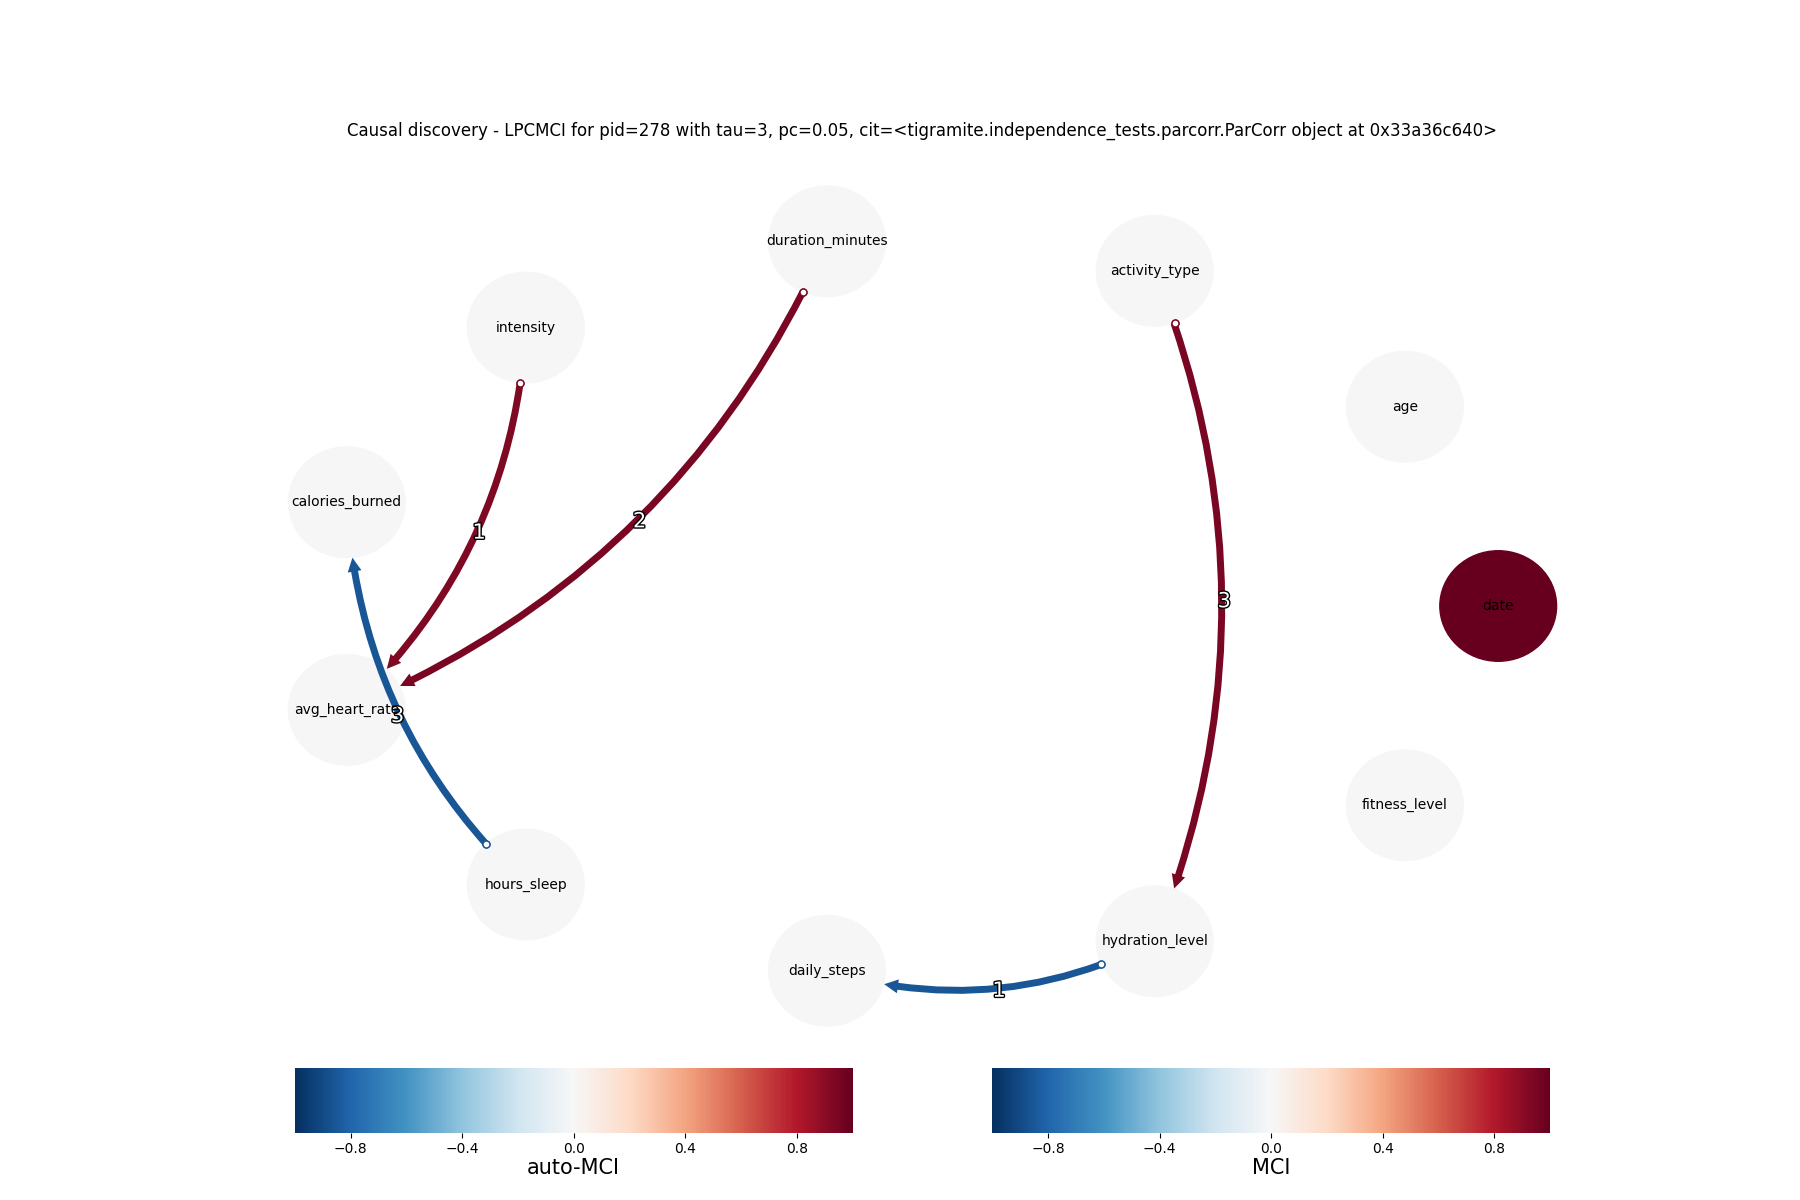 Causal discovery - LPCMCI for pid=278 with tau=3, pc=0.05, cit=<tigramite.independence_tests.parcorr.ParCorr object at 0x33a36c640>
duration_minutes
activity_type
intensity
age
calories_burned
2
1
3
date
avg_heart_rate
3
fitness_level
hours_sleep
hydration_level
daily_steps
1
−0.8 −0.4 0.0 0.4 0.8
auto-MCI
−0.8 −0.4 0.0 0.4 0.8
MCI